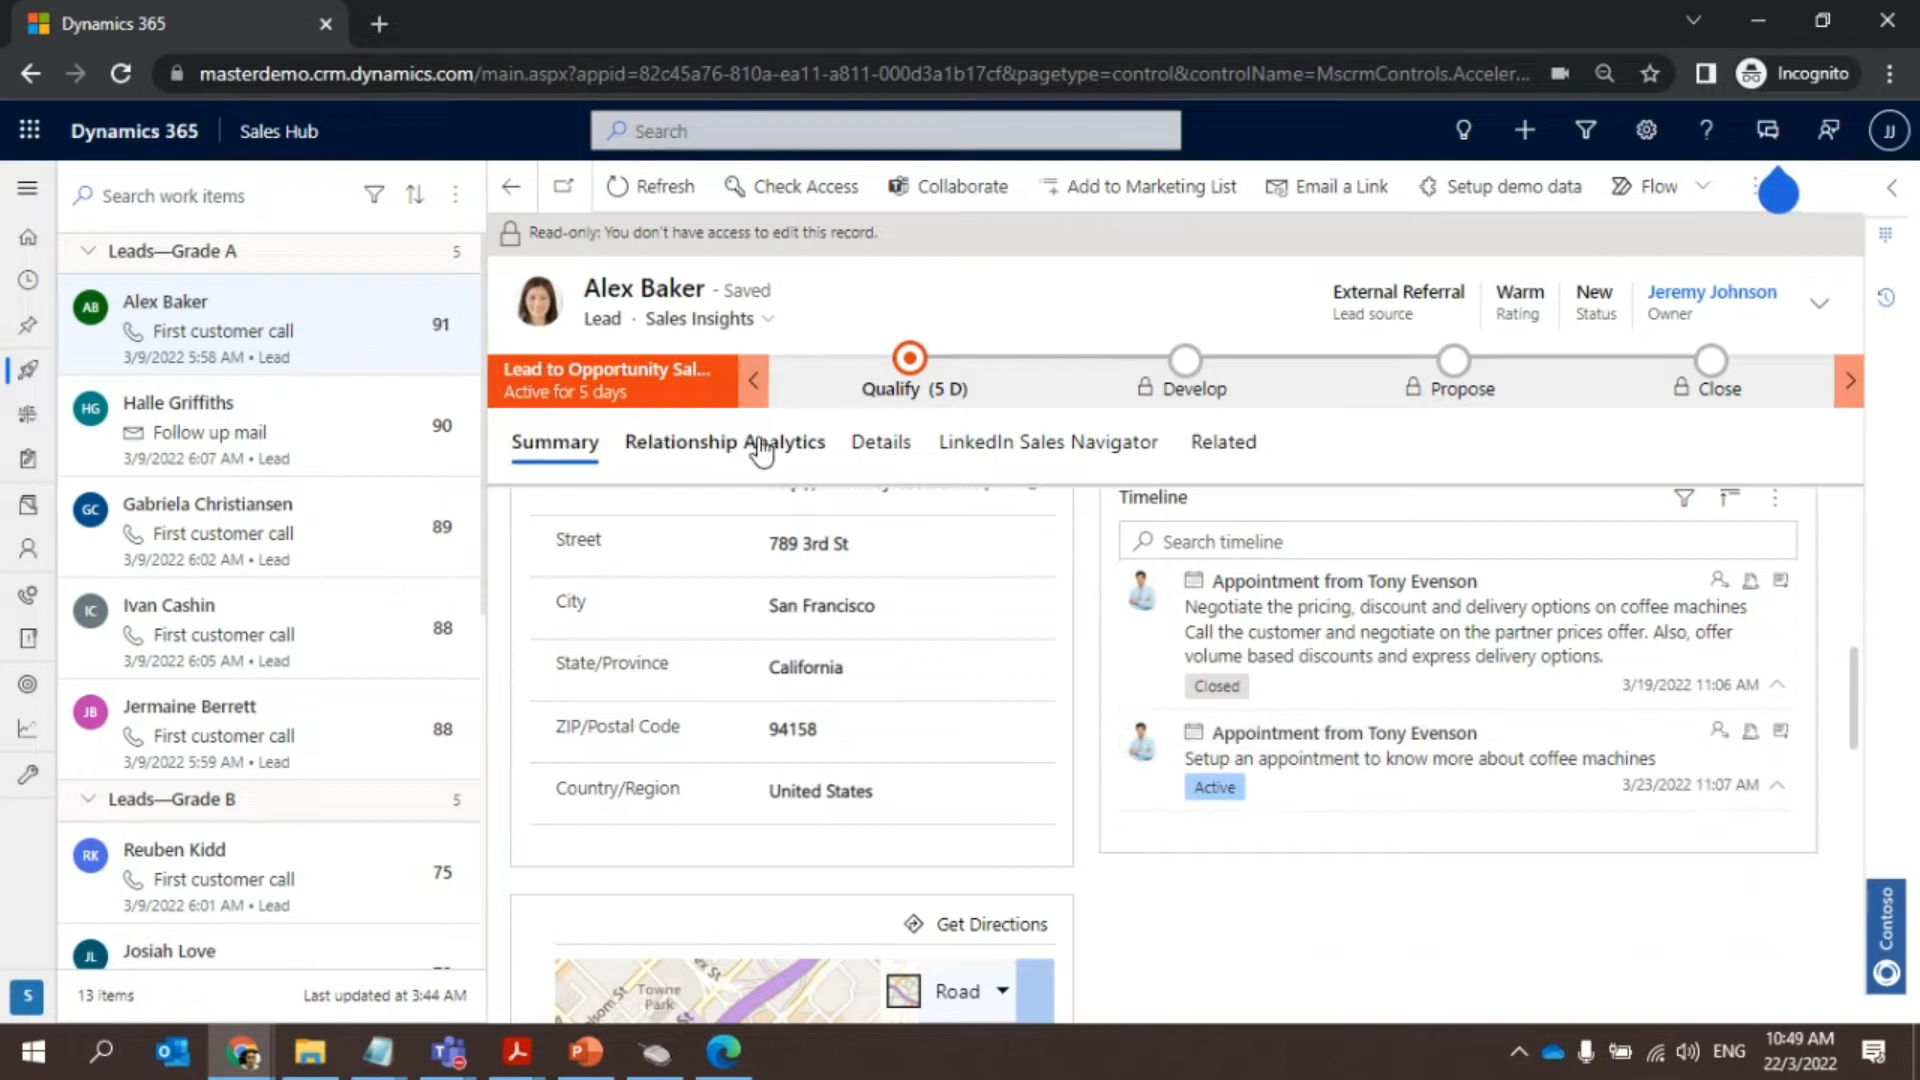 Dynamics 365
masterdemo.crm.dynamics.com/main.aspx?appid=82c45a76-810a-ea11-a811-000d3a1b17cf&pagetype=control&controlName=MscrmControls.Acceler...
Incognito
Dynamics 365
Sales Hub
Search
JJ
Search work items
Refresh
Check Access
Collaborate
Add to Marketing List
Email a Link
Setup demo data
Flow
Read-only: You don't have access to edit this record.
Leads—Grade A
5
AB
Alex Baker
First customer call
91
3/9/2022 5:58 AM • Lead
HG
Halle Griffiths
Follow up mail
90
3/9/2022 6:07 AM • Lead
GC
Gabriela Christiansen
First customer call
89
3/9/2022 6:02 AM • Lead
IC
Ivan Cashin
First customer call
88
3/9/2022 6:05 AM • Lead
JB
Jermaine Berrett
First customer call
88
3/9/2022 5:59 AM • Lead
Leads—Grade B
5
RK
Reuben Kidd
First customer call
75
3/9/2022 6:01 AM • Lead
JL
Josiah Love
S
13 items
Last updated at 3:44 AM
Alex Baker - Saved
Lead · Sales Insights
External Referral
Lead source
Warm
Rating
New
Status
Jeremy Johnson
Owner
Lead to Opportunity Sal...
Active for 5 days
Qualify (5 D)
Develop
Propose
Close
Summary
Relationship Analytics
Details
LinkedIn Sales Navigator
Related
Street
789 3rd St
City
San Francisco
State/Province
California
ZIP/Postal Code
94158
Country/Region
United States
Get Directions
Towne
Park
Road
Timeline
Search timeline
Appointment from Tony Evenson
Negotiate the pricing, discount and delivery options on coffee machines
Call the customer and negotiate on the partner prices offer. Also, offer
volume based discounts and express delivery options.
Closed
3/19/2022 11:06 AM
Appointment from Tony Evenson
Setup an appointment to know more about coffee machines
Active
3/23/2022 11:07 AM
Contoso
ENG
10:49 AM
22/3/2022